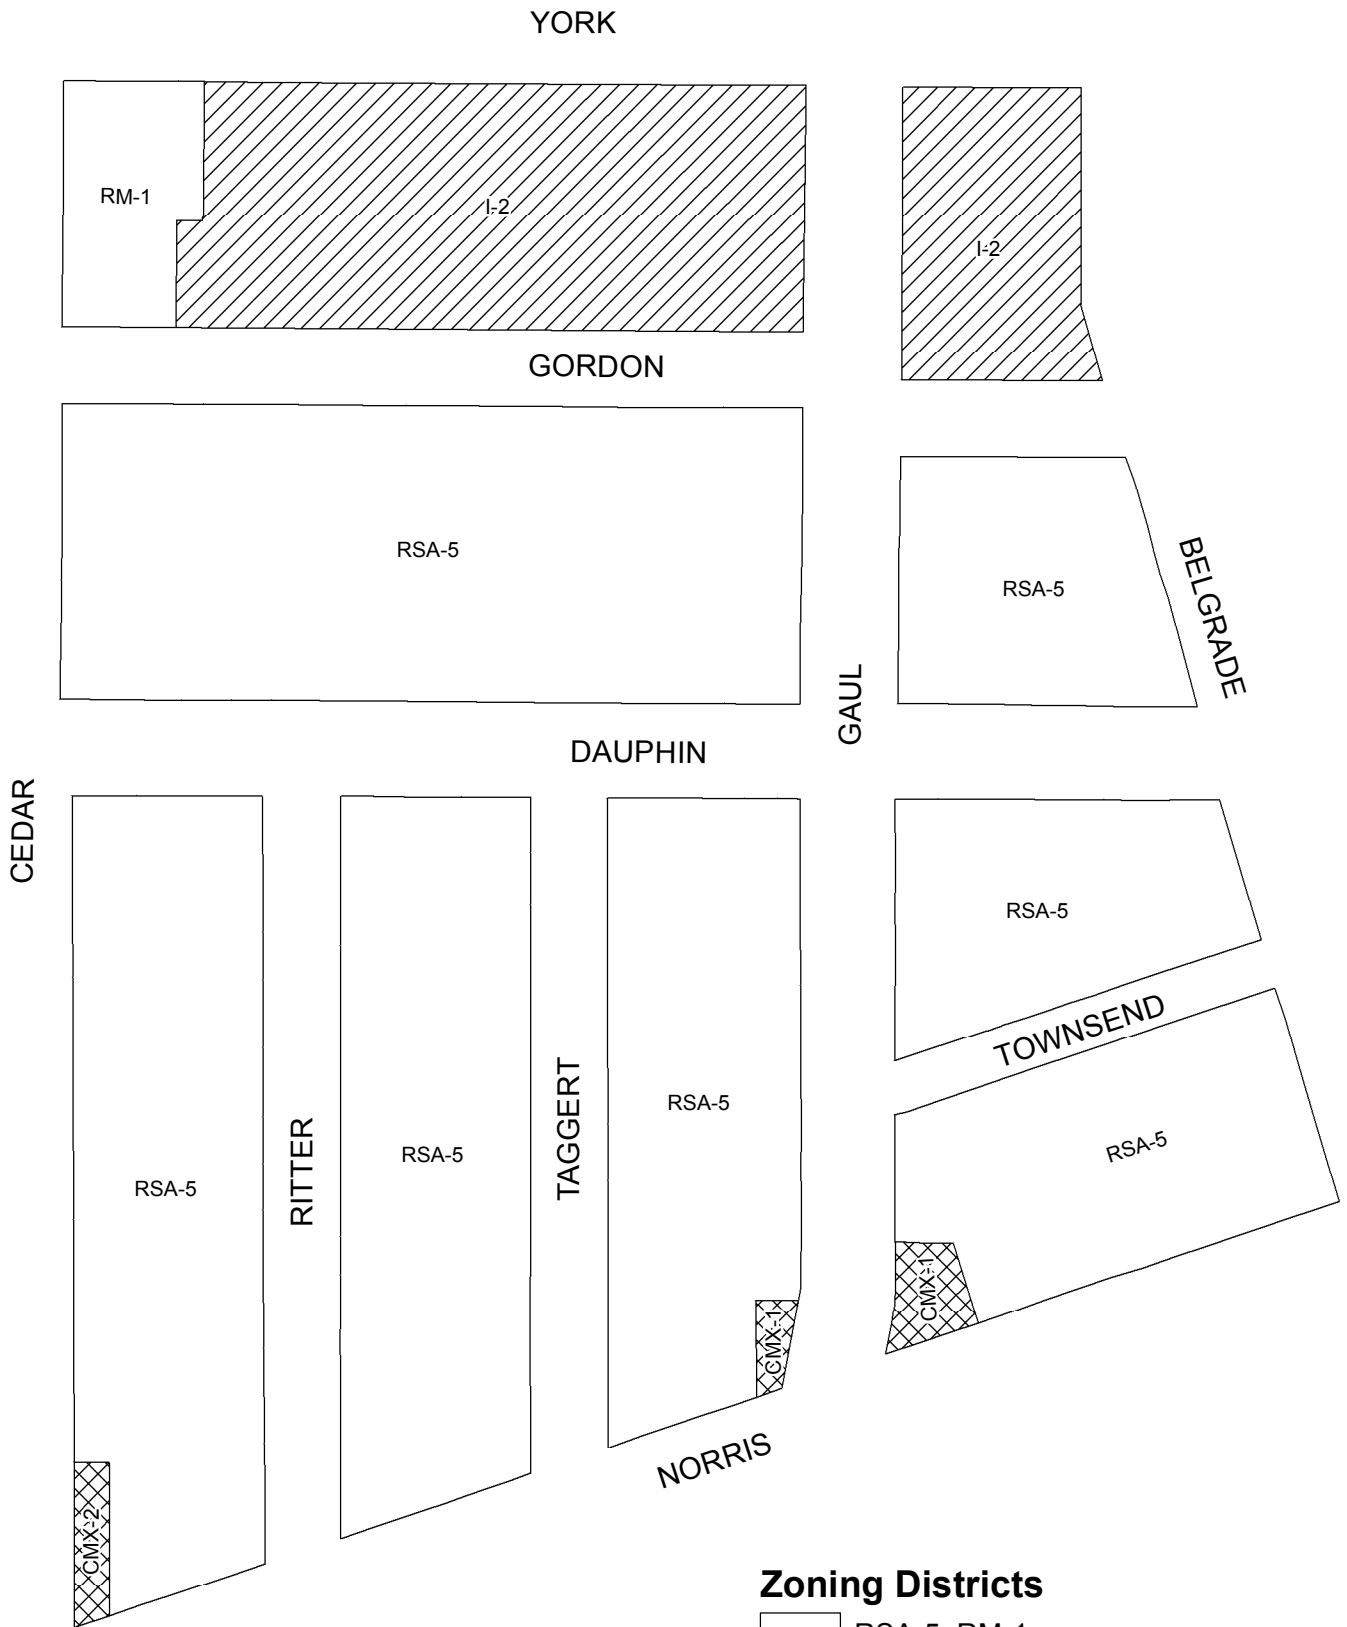 YORK
RM-1
I-2
I-2
GORDON
RSA-5
RSA-5
BELGRADE
GAUL
DAUPHIN
CEDAR
RSA-5
TOWNSEND
RSA-5
RSA-5
TAGGERT
RSA-5
RITTER
RSA-5
CMX-1
CMX-1
NORRIS
CMX-2
Zoning Districts
RSA-5, RM-1